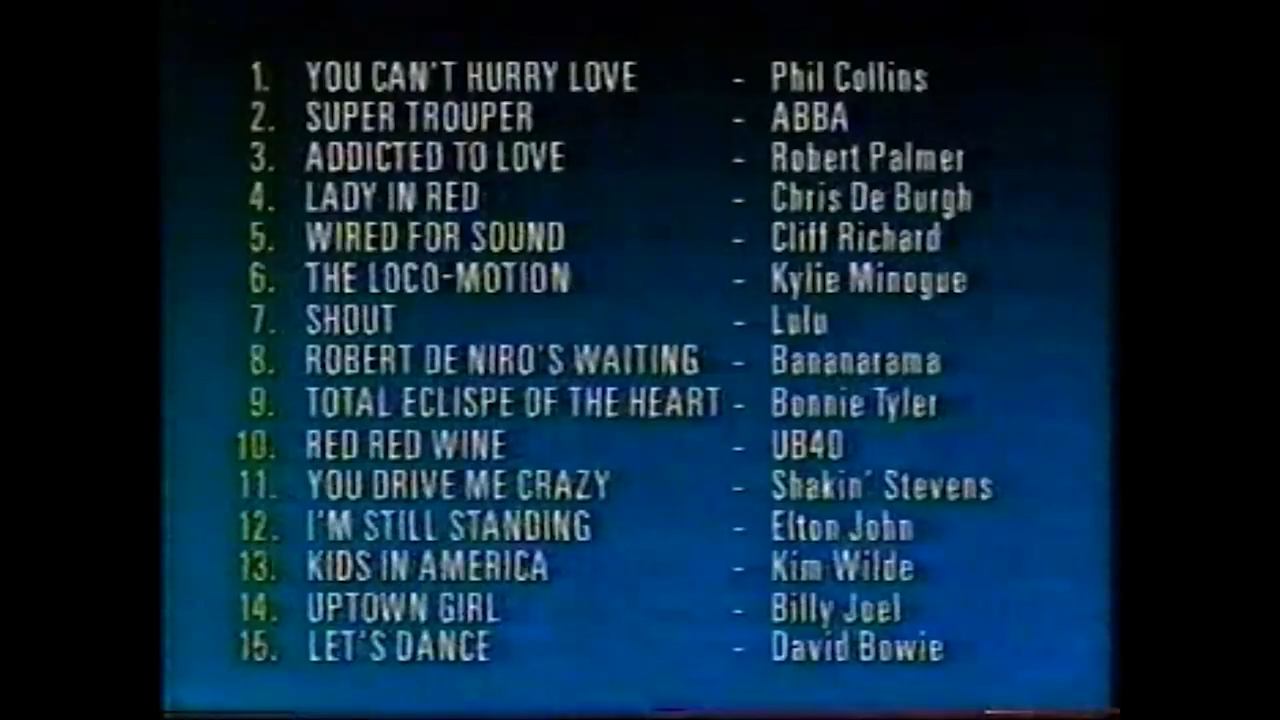 1. YOU CAN'T HURRY LOVE - Phil Collins
2. SUPER TROUPER - ABBA
3. ADDICTED TO LOVE - Robert Palmer
4. LADY IN RED - Chris De Burgh
5. WIRED FOR SOUND - Cliff Richard
6. THE LOCO-MOTION - Kylie Minogue
7. SHOUT - Lulu
8. ROBERT DE NIRO'S WAITING - Bananarama
9. TOTAL ECLISPE OF THE HEART - Bonnie Tyler
10. RED RED WINE - UB40
11. YOU DRIVE ME CRAZY - Shakin' Stevens
12. I'M STILL STANDING - Elton John
13. KIDS IN AMERICA - Kim Wilde
14. UPTOWN GIRL - Billy Joel
15. LET'S DANCE - David Bowie